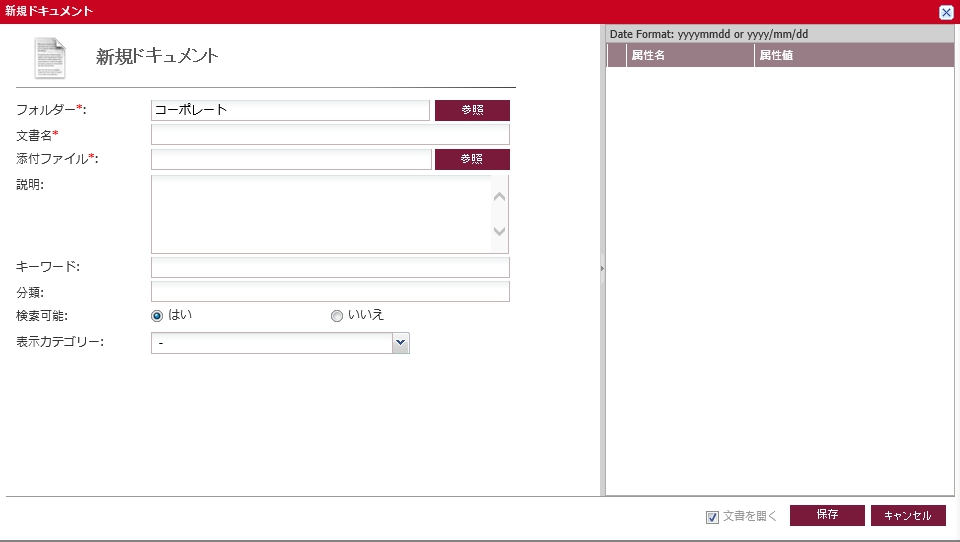 新規ドキュメント
新規ドキュメント
フォルダー*: コーポレート 参照
文書名*
添付ファイル*: 参照
説明:
キーワード:
分類:
検索可能: はい いいえ
表示カテゴリー: -
Date Format: yyyymmdd or yyyy/mm/dd
属性名 属性値
文書を開く 保存 キャンセル